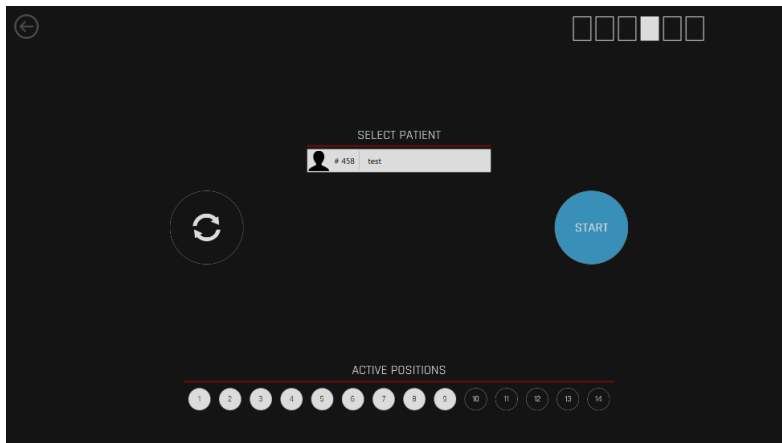 SELECT PATIENT
# 458 test
START
ACTIVE POSITIONS
1 2 3 4 5 6 7 8 9 10 11 12 13 14